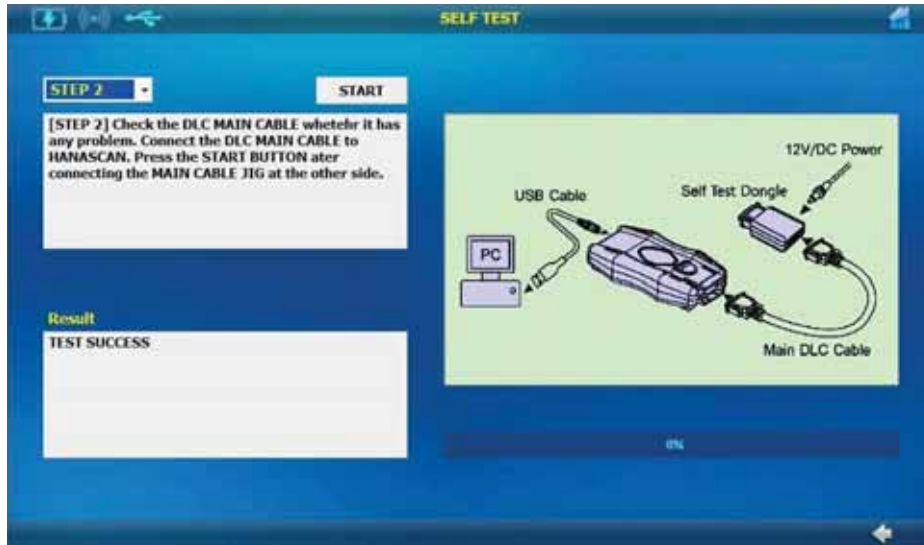 SELF TEST
STEP 2
START
[STEP 2] Check the DLC MAIN CABLE whetehr it has
any problem. Connect the DLC MAIN CABLE to
HANASCAN. Press the START BUTTON ater
connecting the MAIN CABLE JIG at the other side.
12V/DC Power
Self Test Dongle
USB Cable
PC
Main DLC Cable
Result
TEST SUCCESS
0%